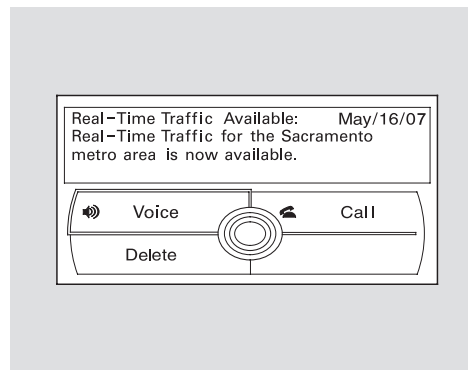 Real-Time Traffic Available: May/16/07
Real-Time Traffic for the Sacramento
metro area is now available.
Voice
Call
Delete